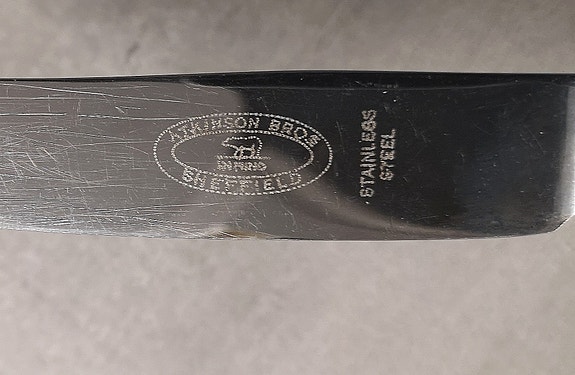 ATKINSON BROS
SHEFFIELD
STAINLESS
STEEL